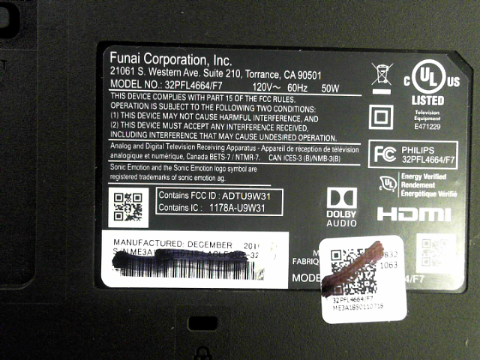 Funai Corporation, Inc.
21061 S. Western Ave. Suite 210, Torrance, CA 90501
MODEL NO.: 32PFL4664/F7 120V~ 60Hz 50W
THIS DEVICE COMPLIES WITH PART 15 OF THE FCC RULES.
OPERATION IS SUBJECT TO THE FOLLOWING TWO CONDITIONS:
(1) THIS DEVICE MAY NOT CAUSE HARMFUL INTERFERENCE, AND
(2) THIS DEVICE MUST ACCEPT ANY INTERFERENCE RECEIVED,
INCLUDING INTERFERENCE THAT MAY CAUSE UNDESIRED OPERATION.
Analog and Digital Television Receiving Apparatus - Appareil de réception de télévision
analogique et numérique, Canada BETS-7 / NTMR-7. CAN ICES-3 (B)/NMB-3(B)
Sonic Emotion and the Sonic Emotion logo symbol are
registered trademarks of sonic emotion ag.
Contains FCC ID : ADTU9W31
Contains IC : 1178A-U9W31
C UL US
LISTED
Television
Equipment
E471229
FC PHILIPS
32PFL4664/F7
Energy Verified
Rendement
Énergétique Vérifié
DOLBY
AUDIO
HDMI
MANUFACTURED: DECEMBER
MODE
/F7
32PFL4664/F7